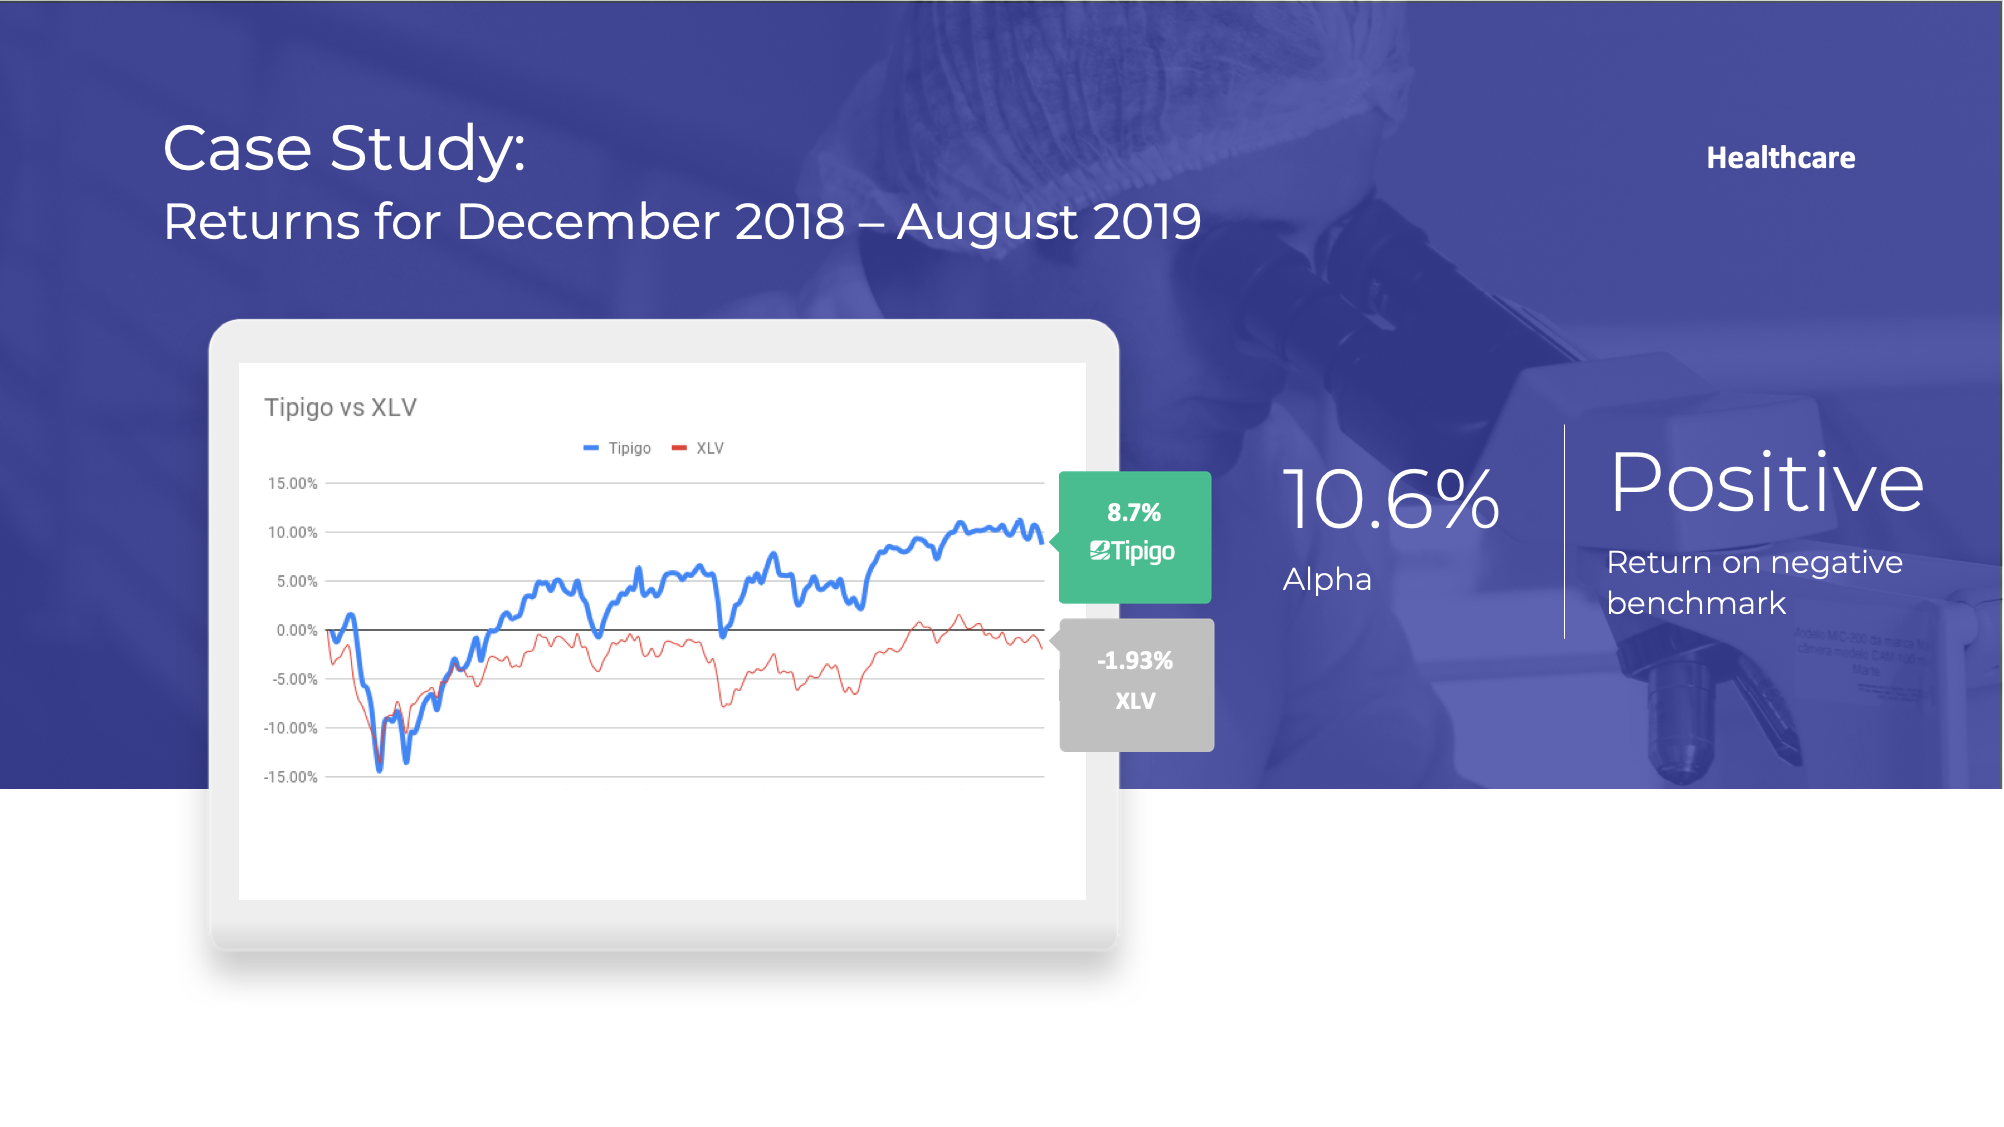 Case Study:
Returns for December 2018 – August 2019
Healthcare
Tipigo vs XLV
Tipigo
XLV
15.00%
10.00%
5.00%
0.00%
-5.00%
-10.00%
-15.00%
8.7%
Tipigo
-1.93%
XLV
10.6%
Alpha
Positive
Return on negative
benchmark